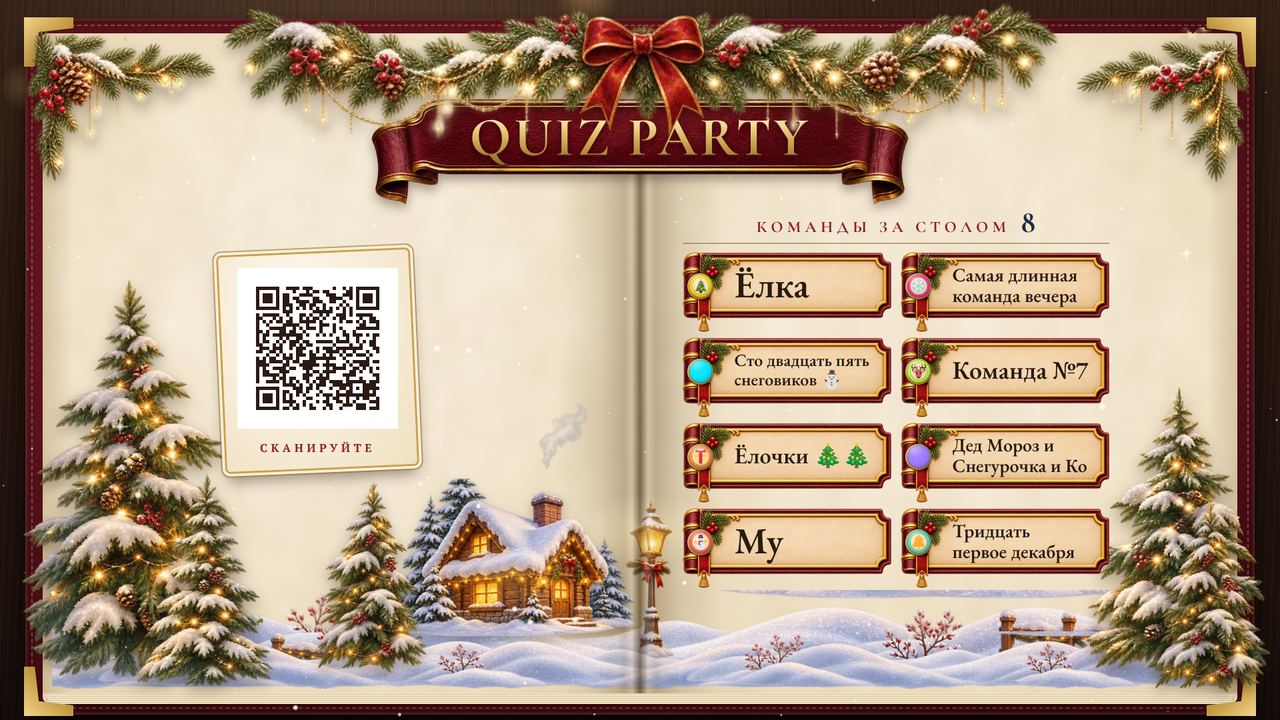 QUIZ PARTY
СКАНИРУЙТЕ
КОМАНДЫ ЗА СТОЛОМ 8
Ёлка
Самая длинная
команда вечера
Сто двадцать пять
снеговиков ⛄
Команда №7
Ёлочки 🎄🎄
Дед Мороз и
Снегурочка и Ко
Му
Тридцать
первое декабря